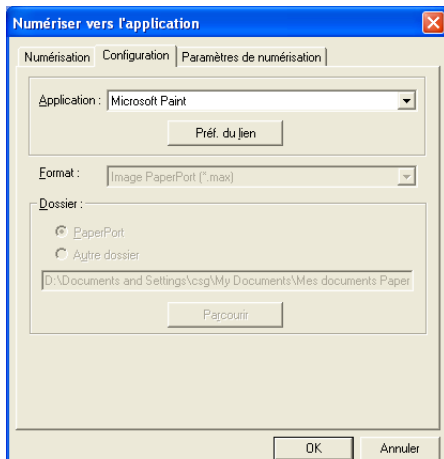 Numériser vers l'application
Numérisation Configuration Paramètres de numérisation
Application : Microsoft Paint
Préf. du lien
Format : Image PaperPort (*.max)
Dossier :
PaperPort
Autre dossier
D:\Documents and Settings\csg\My Documents\Mes documents Paper
Parcourir
OK Annuler